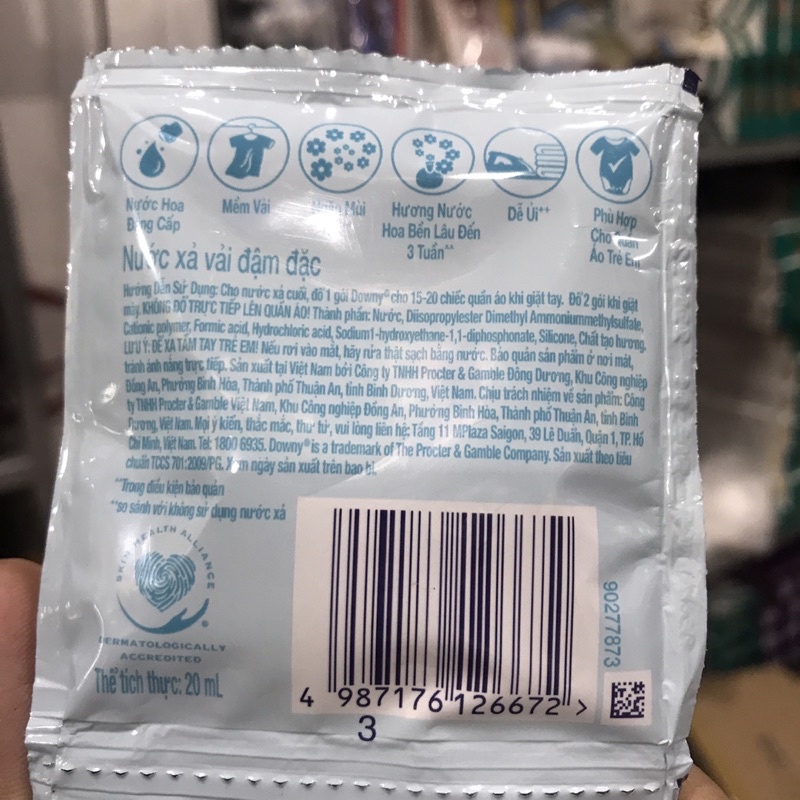 Nước Hoa
Đẳng Cấp
Mềm Vải
Ngăn Mùi
Hương Nước
Hoa Bền Lâu Đến
3 Tuần^^
Dễ Ủi++
Phù Hợp
Cho Quần
Áo Trẻ Em
Nước xả vải đậm đặc
Hướng Dẫn Sử Dụng: Cho nước xả cuối, đổ 1 gói Downy® cho 15-20 chiếc quần áo khi giặt tay. Đổ 2 gói khi giặt
máy. KHÔNG ĐỔ TRỰC TIẾP LÊN QUẦN ÁO! Thành phần: Nước, Diisopropylester Dimethyl Ammoniummethylsulfate,
Cationic polymer, Formic acid, Hydrochloric acid, Sodium1-hydroxyethane-1,1-diphosphonate, Silicone, Chất tạo hương.
LƯU Ý: ĐỂ XA TẦM TAY TRẺ EM! Nếu rơi vào mắt, hãy rửa thật sạch bằng nước. Bảo quản sản phẩm ở nơi mát,
tránh ánh nắng trực tiếp. Sản xuất tại Việt Nam bởi Công ty TNHH Procter & Gamble Đông Dương, Khu Công nghiệp
Đồng An, Phường Bình Hòa, Thành phố Thuận An, tỉnh Bình Dương, Việt Nam. Chịu trách nhiệm về sản phẩm: Công
ty TNHH Procter & Gamble Việt Nam, Khu Công nghiệp Đồng An, Phường Bình Hòa, Thành phố Thuận An, tỉnh Bình
Dương, Việt Nam. Mọi ý kiến, thắc mắc, thư từ, vui lòng liên hệ: Tầng 11 MPlaza Saigon, 39 Lê Duẩn, Quận 1, TP. Hồ
Chí Minh, Việt Nam. Tel: 1800 6935. Downy® is a trademark of The Procter & Gamble Company. Sản xuất theo tiêu
chuẩn TCCS 701:2009/PG. Xem ngày sản xuất trên bao bì.
^^Trong điều kiện bảo quản
++so sánh với không sử dụng nước xả
SKIN HEALTH ALLIANCE
®
DERMATOLOGICALLY
ACCREDITED
Thể tích thực: 20 mL
4 987176 126672 >
3
90277873